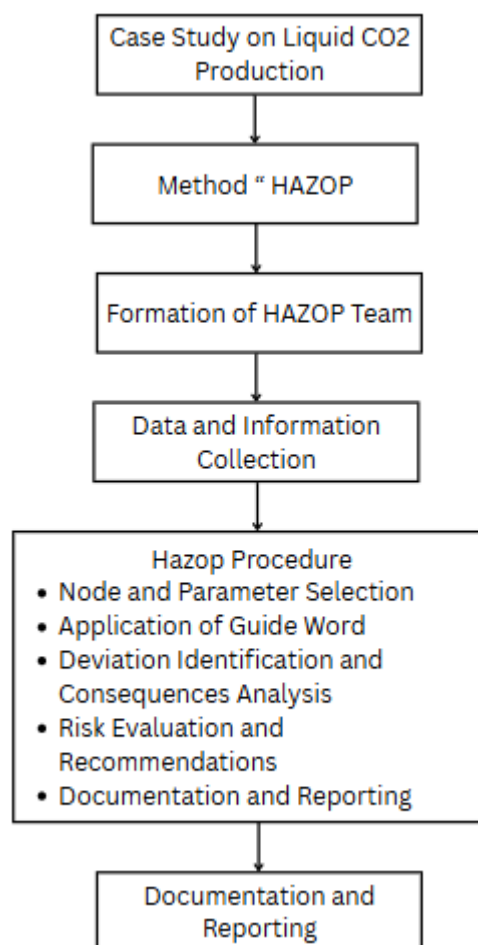 Case Study on Liquid CO2
Production
Method “ HAZOP
Formation of HAZOP Team
Data and Information
Collection
Hazop Procedure
• Node and Parameter Selection
• Application of Guide Word
• Deviation Identification and
Consequences Analysis
• Risk Evaluation and
Recommendations
• Documentation and Reporting
Documentation and
Reporting